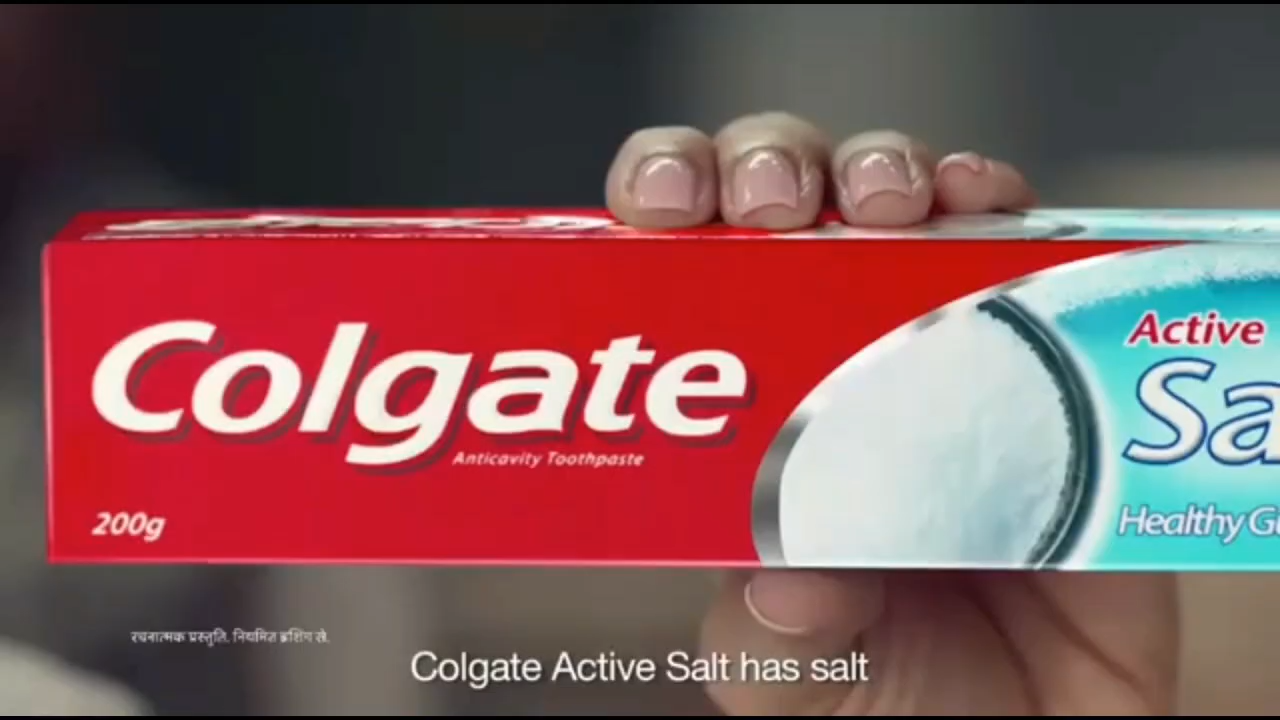 Colgate
Anticavity Toothpaste
200g
Active
Sa
Healthy G
रचनात्मक प्रस्तुति. नियमित ब्रशिंग से.
Colgate Active Salt has salt